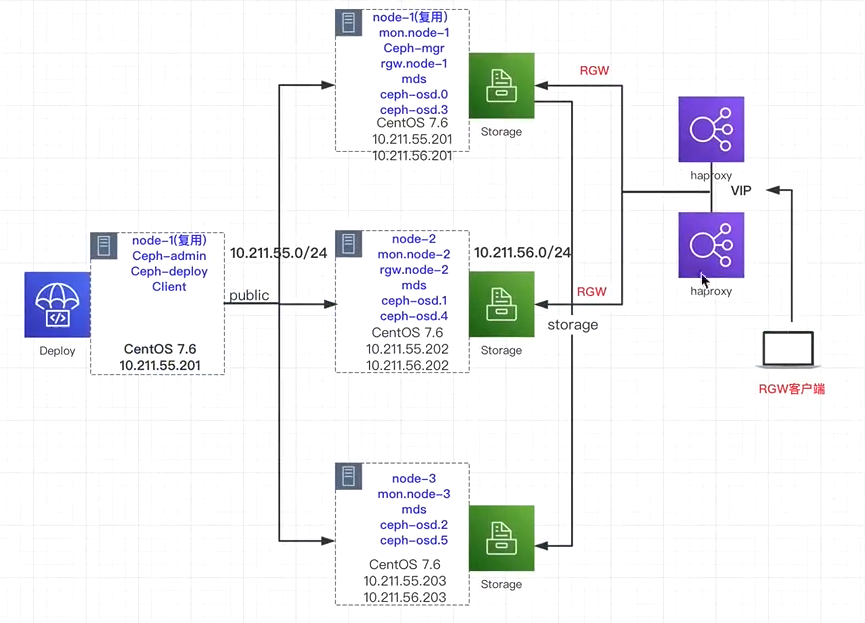 node-1(复用)
mon.node-1
Ceph-mgr
rgw.node-1
mds
ceph-osd.0
ceph-osd.3
CentOS 7.6
10.211.55.201
10.211.56.201
Storage
RGW
haproxy
VIP
haproxy
RGW客户端
Deploy
node-1(复用)
Ceph-admin
Ceph-deploy
Client
CentOS 7.6
10.211.55.201
10.211.55.0/24
public
node-2
mon.node-2
rgw.node-2
mds
ceph-osd.1
ceph-osd.4
CentOS 7.6
10.211.55.202
10.211.56.202
10.211.56.0/24
RGW
storage
Storage
node-3
mon.node-3
mds
ceph-osd.2
ceph-osd.5
CentOS 7.6
10.211.55.203
10.211.56.203
Storage